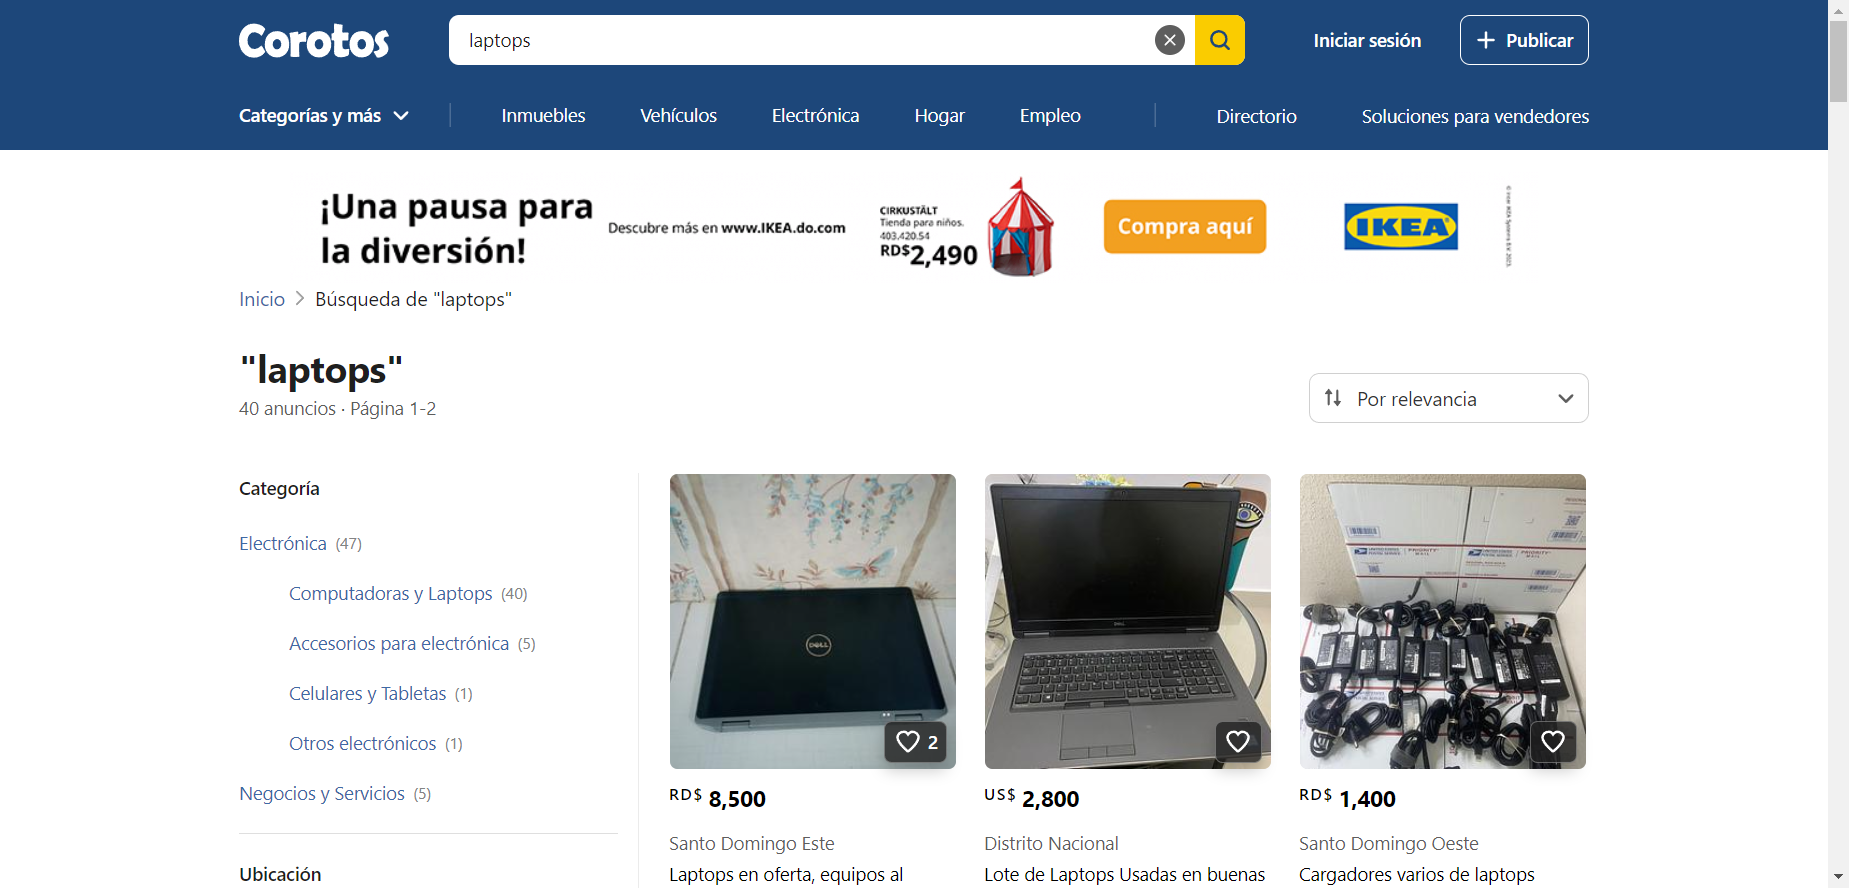 Corotos
laptops
Iniciar sesión
Publicar
Categorías y más
Inmuebles
Vehículos
Electrónica
Hogar
Empleo
Directorio
Soluciones para vendedores
¡Una pausa para
la diversión!
Descubre más en www.IKEA.do.com
CIRKUSTÄLT
Tienda para niños.
403.420.54
RD$2,490
Compra aquí
IKEA
Inicio
Búsqueda de "laptops"
"laptops"
40 anuncios · Página 1-2
Por relevancia
Categoría
Electrónica (47)
Computadoras y Laptops (40)
Accesorios para electrónica (5)
Celulares y Tabletas (1)
Otros electrónicos (1)
Negocios y Servicios (5)
Ubicación
DELL
2
RD$ 8,500
Santo Domingo Este
Laptops en oferta, equipos al
DELL
US$ 2,800
Distrito Nacional
Lote de Laptops Usadas en buenas
PRIORITY
MAIL
RD$ 1,400
Santo Domingo Oeste
Cargadores varios de laptops